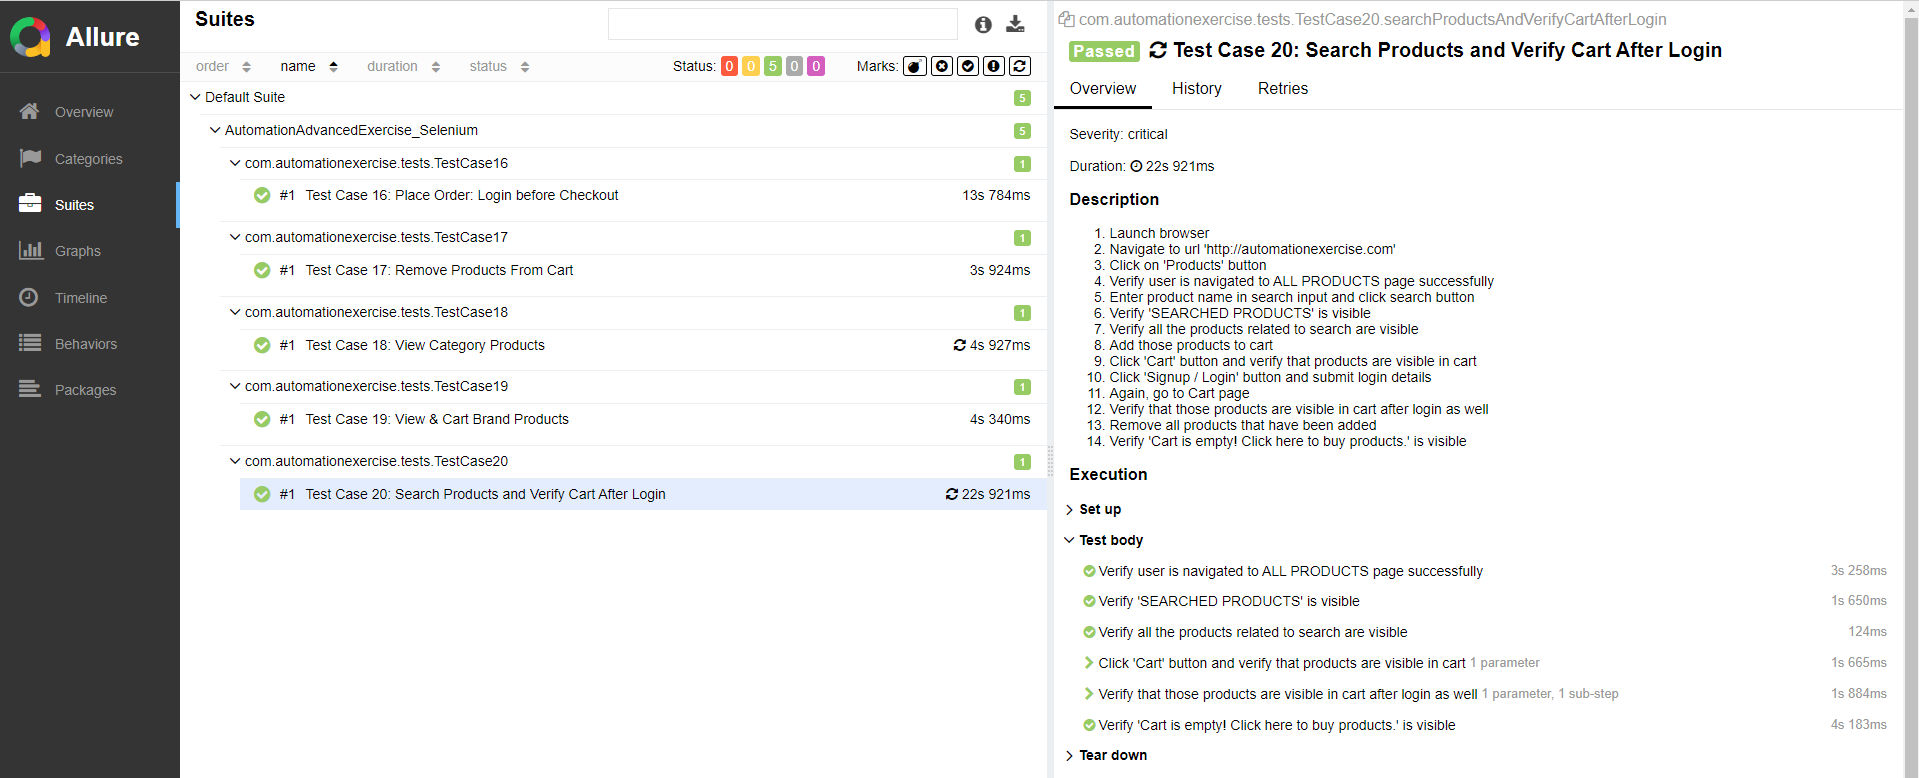 Allure
Overview
Categories
Suites
Graphs
Timeline
Behaviors
Packages
Suites
order name duration status Status: 0 0 5 0 0 Marks:
Default Suite 5
AutomationAdvancedExercise_Selenium 5
com.automationexercise.tests.TestCase16 1
#1 Test Case 16: Place Order: Login before Checkout 13s 784ms
com.automationexercise.tests.TestCase17 1
#1 Test Case 17: Remove Products From Cart 3s 924ms
com.automationexercise.tests.TestCase18 1
#1 Test Case 18: View Category Products 4s 927ms
com.automationexercise.tests.TestCase19 1
#1 Test Case 19: View & Cart Brand Products 4s 340ms
com.automationexercise.tests.TestCase20 1
#1 Test Case 20: Search Products and Verify Cart After Login 22s 921ms
com.automationexercise.tests.TestCase20.searchProductsAndVerifyCartAfterLogin
Passed Test Case 20: Search Products and Verify Cart After Login
Overview History Retries
Severity: critical
Duration: 22s 921ms
Description
1. Launch browser
2. Navigate to url 'http://automationexercise.com'
3. Click on 'Products' button
4. Verify user is navigated to ALL PRODUCTS page successfully
5. Enter product name in search input and click search button
6. Verify 'SEARCHED PRODUCTS' is visible
7. Verify all the products related to search are visible
8. Add those products to cart
9. Click 'Cart' button and verify that products are visible in cart
10. Click 'Signup / Login' button and submit login details
11. Again, go to Cart page
12. Verify that those products are visible in cart after login as well
13. Remove all products that have been added
14. Verify 'Cart is empty! Click here to buy products.' is visible
Execution
Set up
Test body
Verify user is navigated to ALL PRODUCTS page successfully 3s 258ms
Verify 'SEARCHED PRODUCTS' is visible 1s 650ms
Verify all the products related to search are visible 124ms
Click 'Cart' button and verify that products are visible in cart 1 parameter 1s 665ms
Verify that those products are visible in cart after login as well 1 parameter, 1 sub-step 1s 884ms
Verify 'Cart is empty! Click here to buy products.' is visible 4s 183ms
Tear down